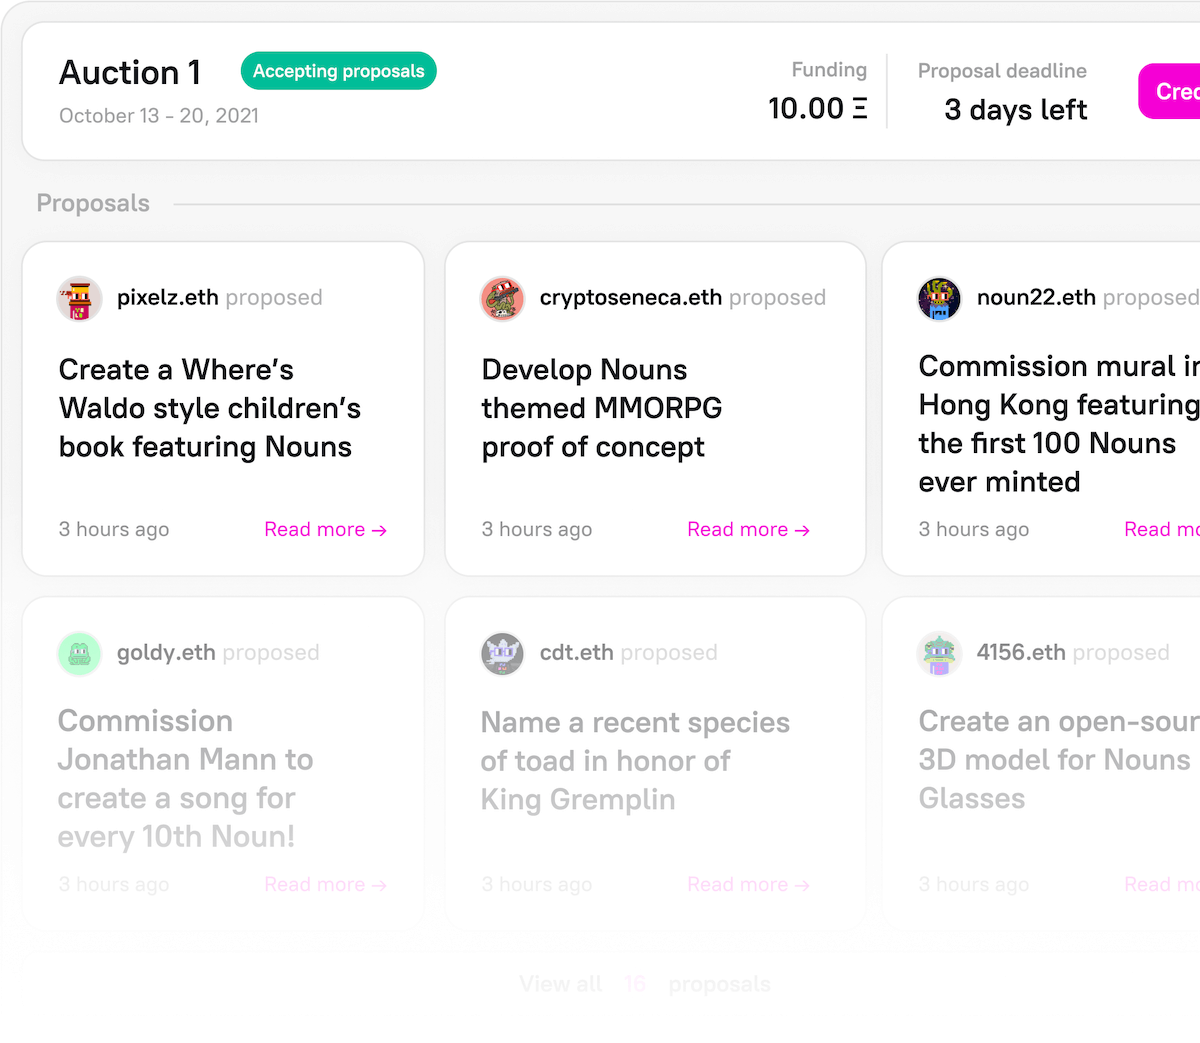 Auction 1
Accepting proposals
October 13 - 20, 2021
Funding
10.00 Ξ
Proposal deadline
3 days left
Proposals
pixelz.eth proposed
Create a Where's
Waldo style children's
book featuring Nouns
3 hours ago
Read more →
cryptoseneca.eth proposed
Develop Nouns
themed MMORPG
proof of concept
3 hours ago
Read more →
noun22.eth proposed
Commission mural in
Hong Kong featuring
the first 100 Nouns
ever minted
3 hours ago
Read
goldy.eth proposed
Commission
Jonathan Mann to
create a song for
every 10th Noun!
3 hours ago
Read more →
cdt.eth proposed
Name a recent species
of toad in honor of
King Gremplin
3 hours ago
Read more →
4156.eth proposed
Create an
3D model for Nouns
Glasses
3 hours ago
Read
View all 16 proposals